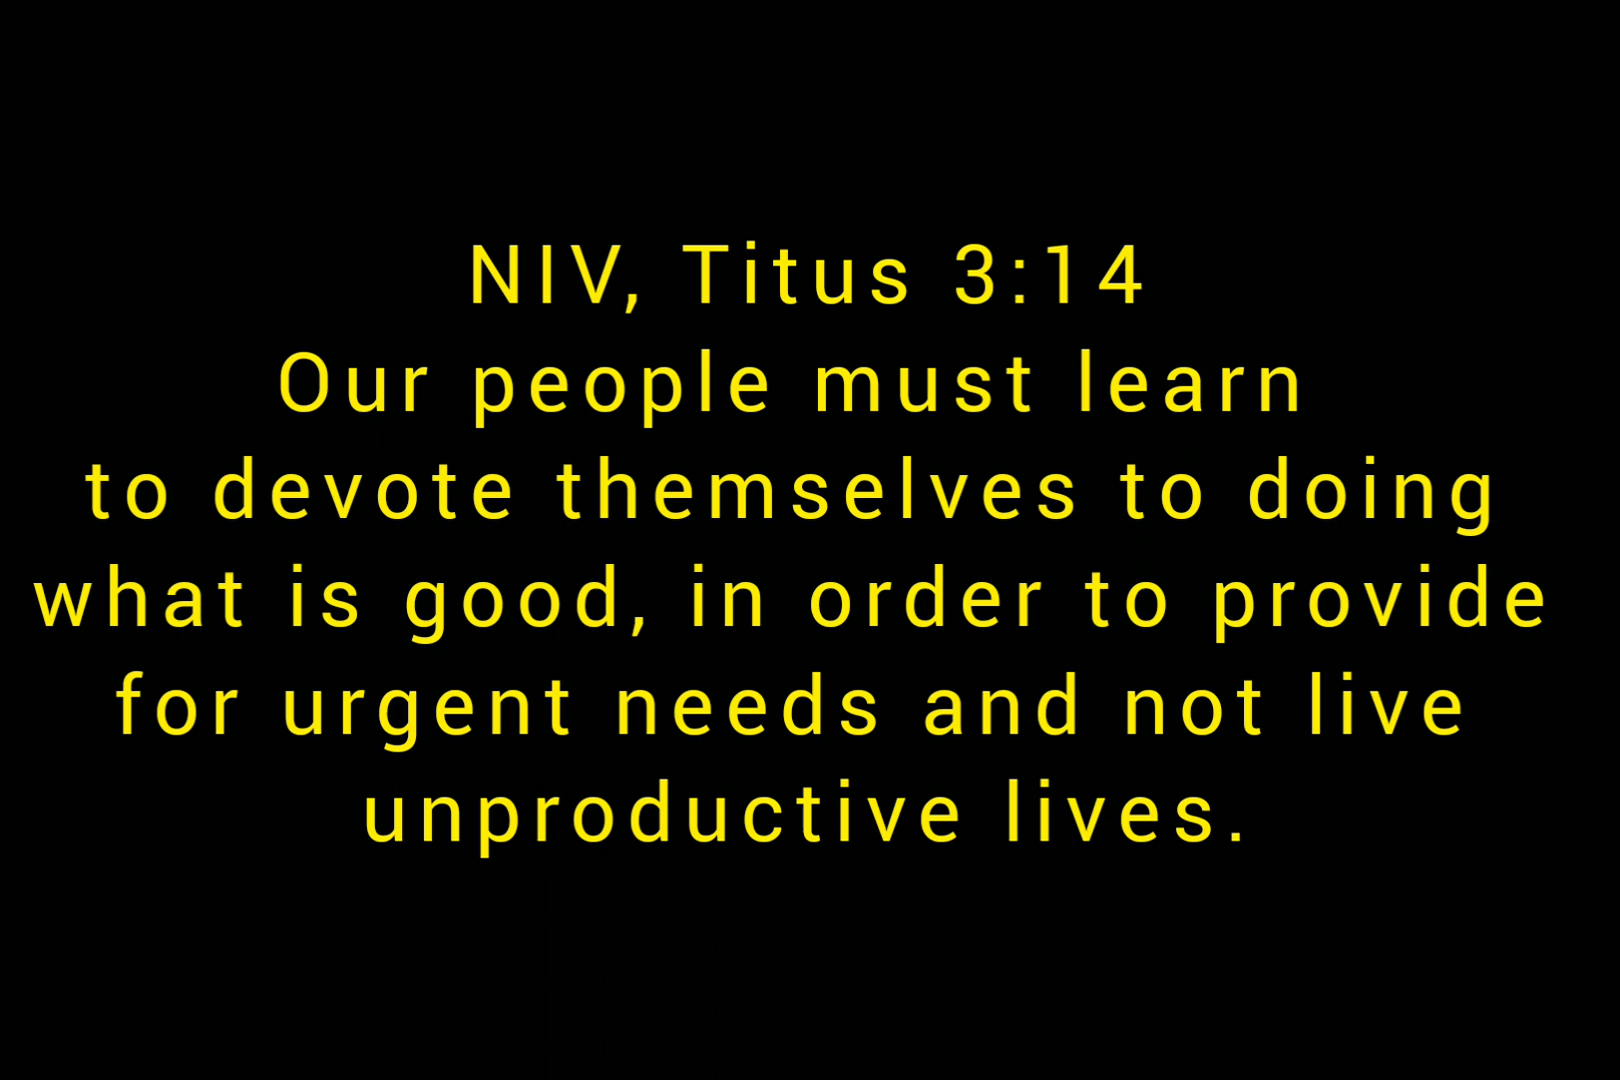 NIV, Titus 3:14
Our people must learn
to devote themselves to doing
what is good, in order to provide
for urgent needs and not live
unproductive lives.